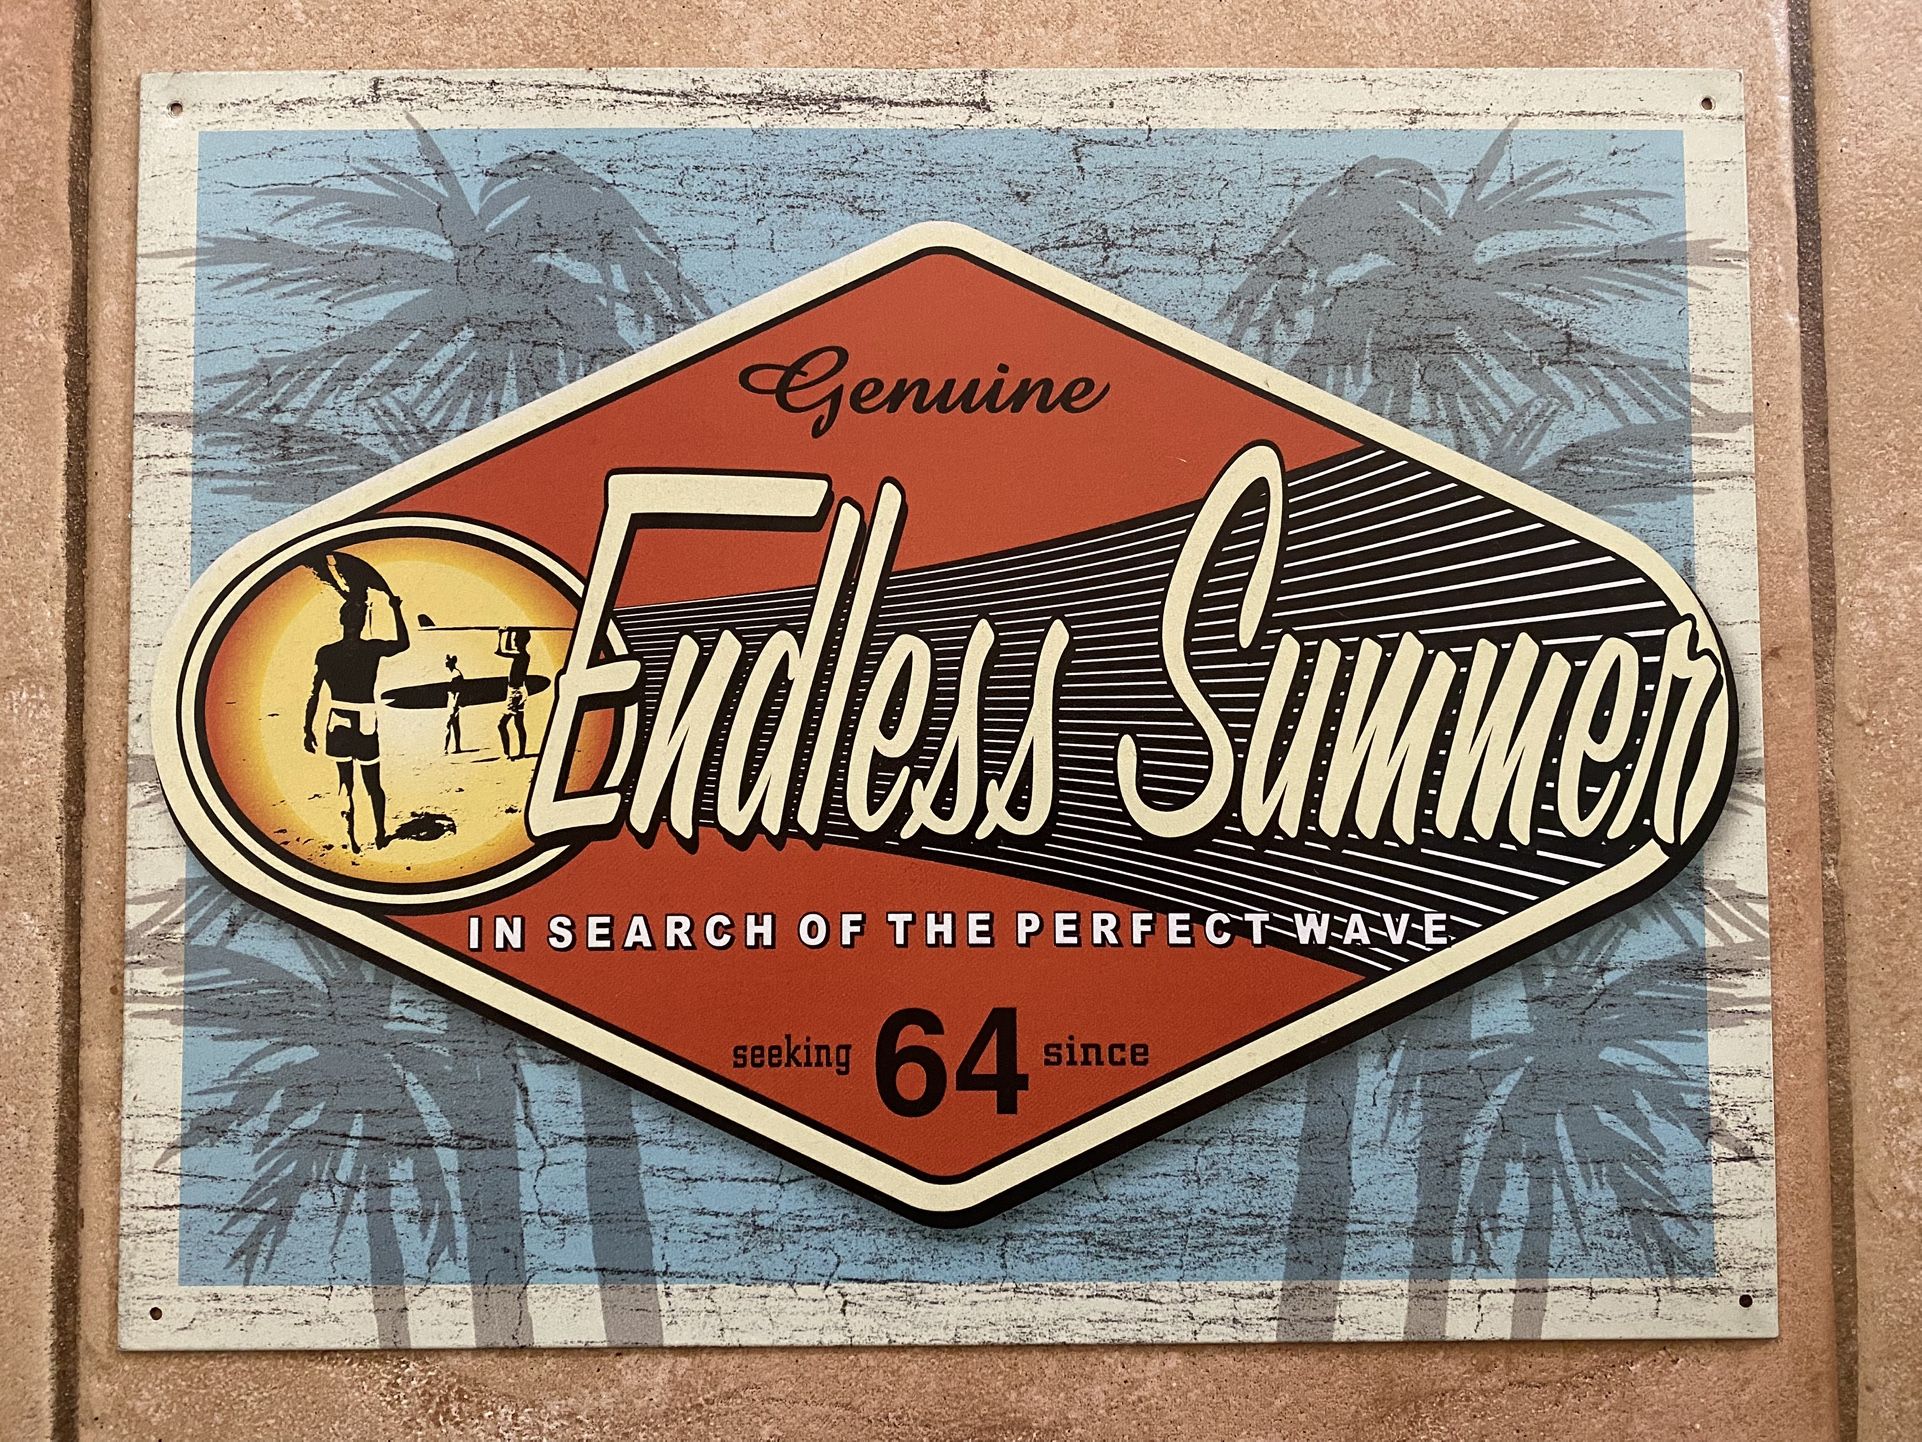 Genuine
Endless Summer
IN SEARCH OF THE PERFECT WAVE
seeking 64 since